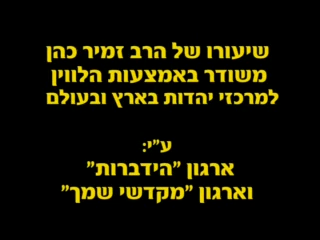 שיעורו של הרב זמיר כהן
משודר באמצעות הלווין
למרכזי יהדות בארץ ובעולם
ע"י:
ארגון "הידברות"
וארגון "מקדשי שמך"